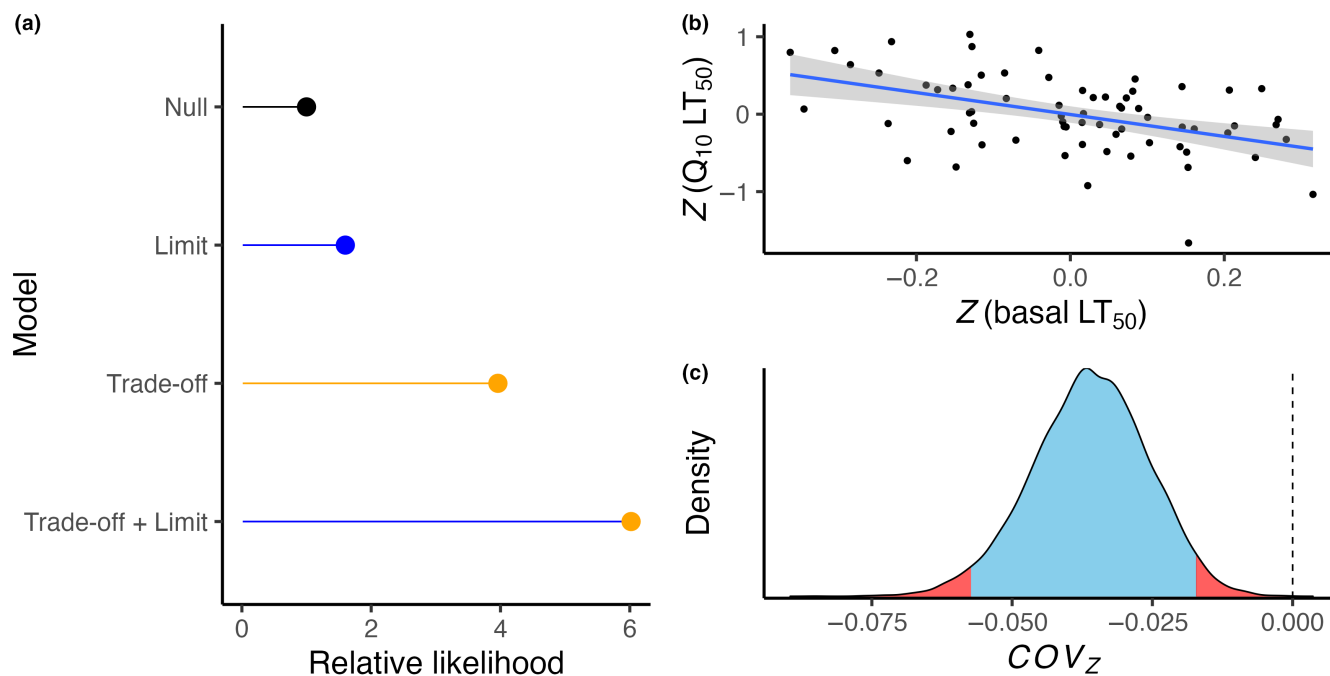 (a)
Model
Null
Limit
Trade-off
Trade-off + Limit
0 2 4 6
Relative likelihood
(b)
Z (Q10 LT50)
1
0
−1
−0.2 0.0 0.2
Z (basal LT50)
(c)
Density
−0.075 −0.050 −0.025 0.000
COVZ